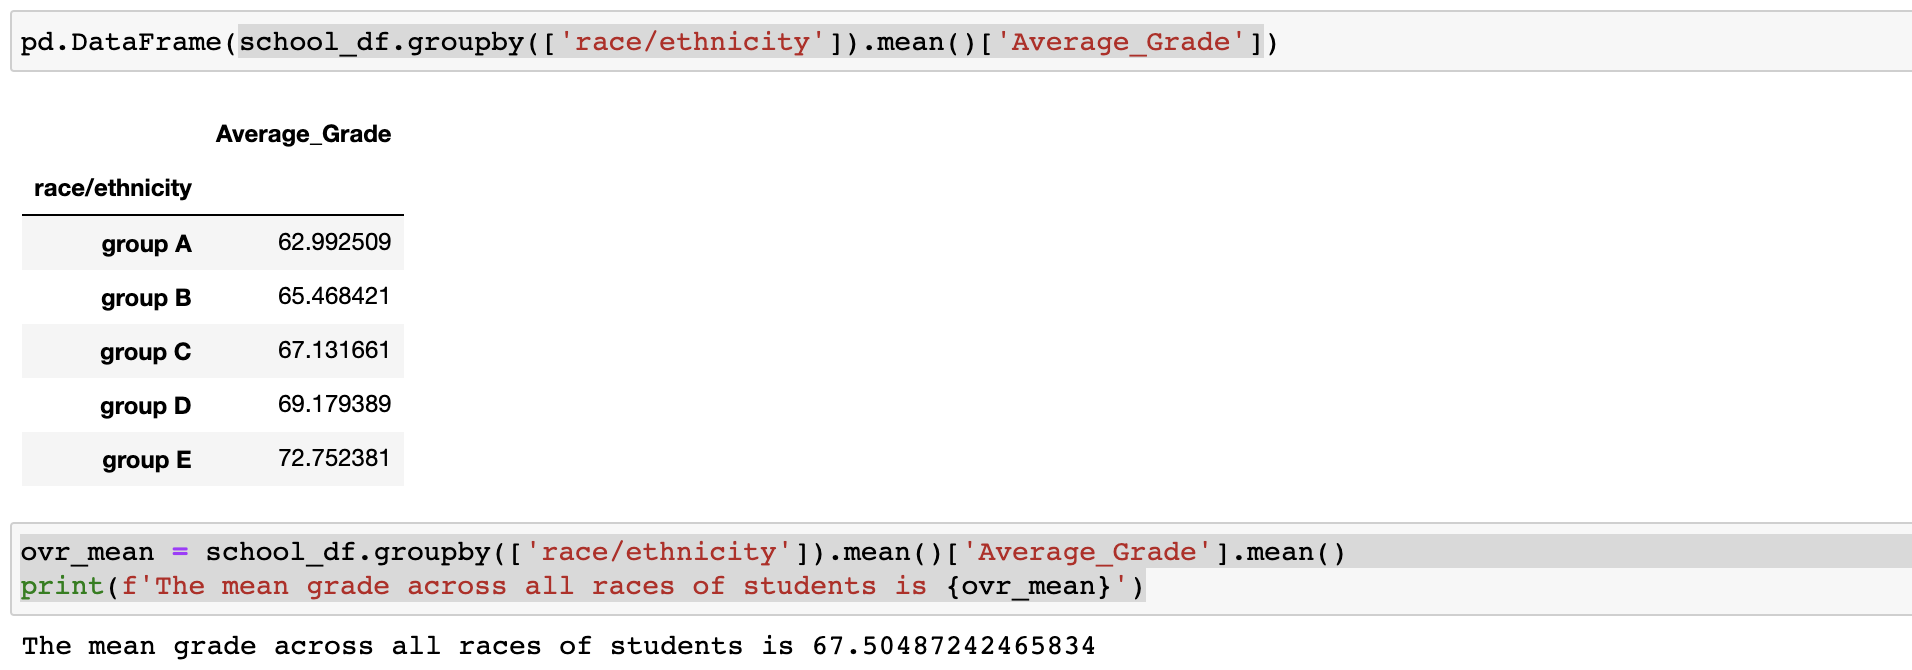 pd.DataFrame(school_df.groupby(['race/ethnicity']).mean()['Average_Grade'])
Average_Grade
race/ethnicity
group A 62.992509
group B 65.468421
group C 67.131661
group D 69.179389
group E 72.752381
ovr_mean = school_df.groupby(['race/ethnicity']).mean()['Average_Grade'].mean()
print(f'The mean grade across all races of students is {ovr_mean}')
The mean grade across all races of students is 67.50487242465834